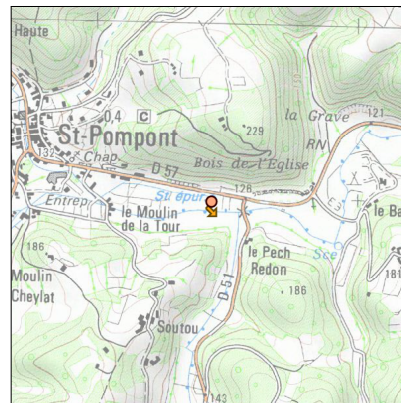 Haute
0,4
C
la Grave
121
229
RN
St-Pompont
132
Chap.
Bois de l'Eglise
D 57
128
St épur
Entrep.
le Moulin
de la Tour
le Ba
186
Sce
181
Moulin
Cheylat
le Pech
Redon
D 51
186
Soutou
143